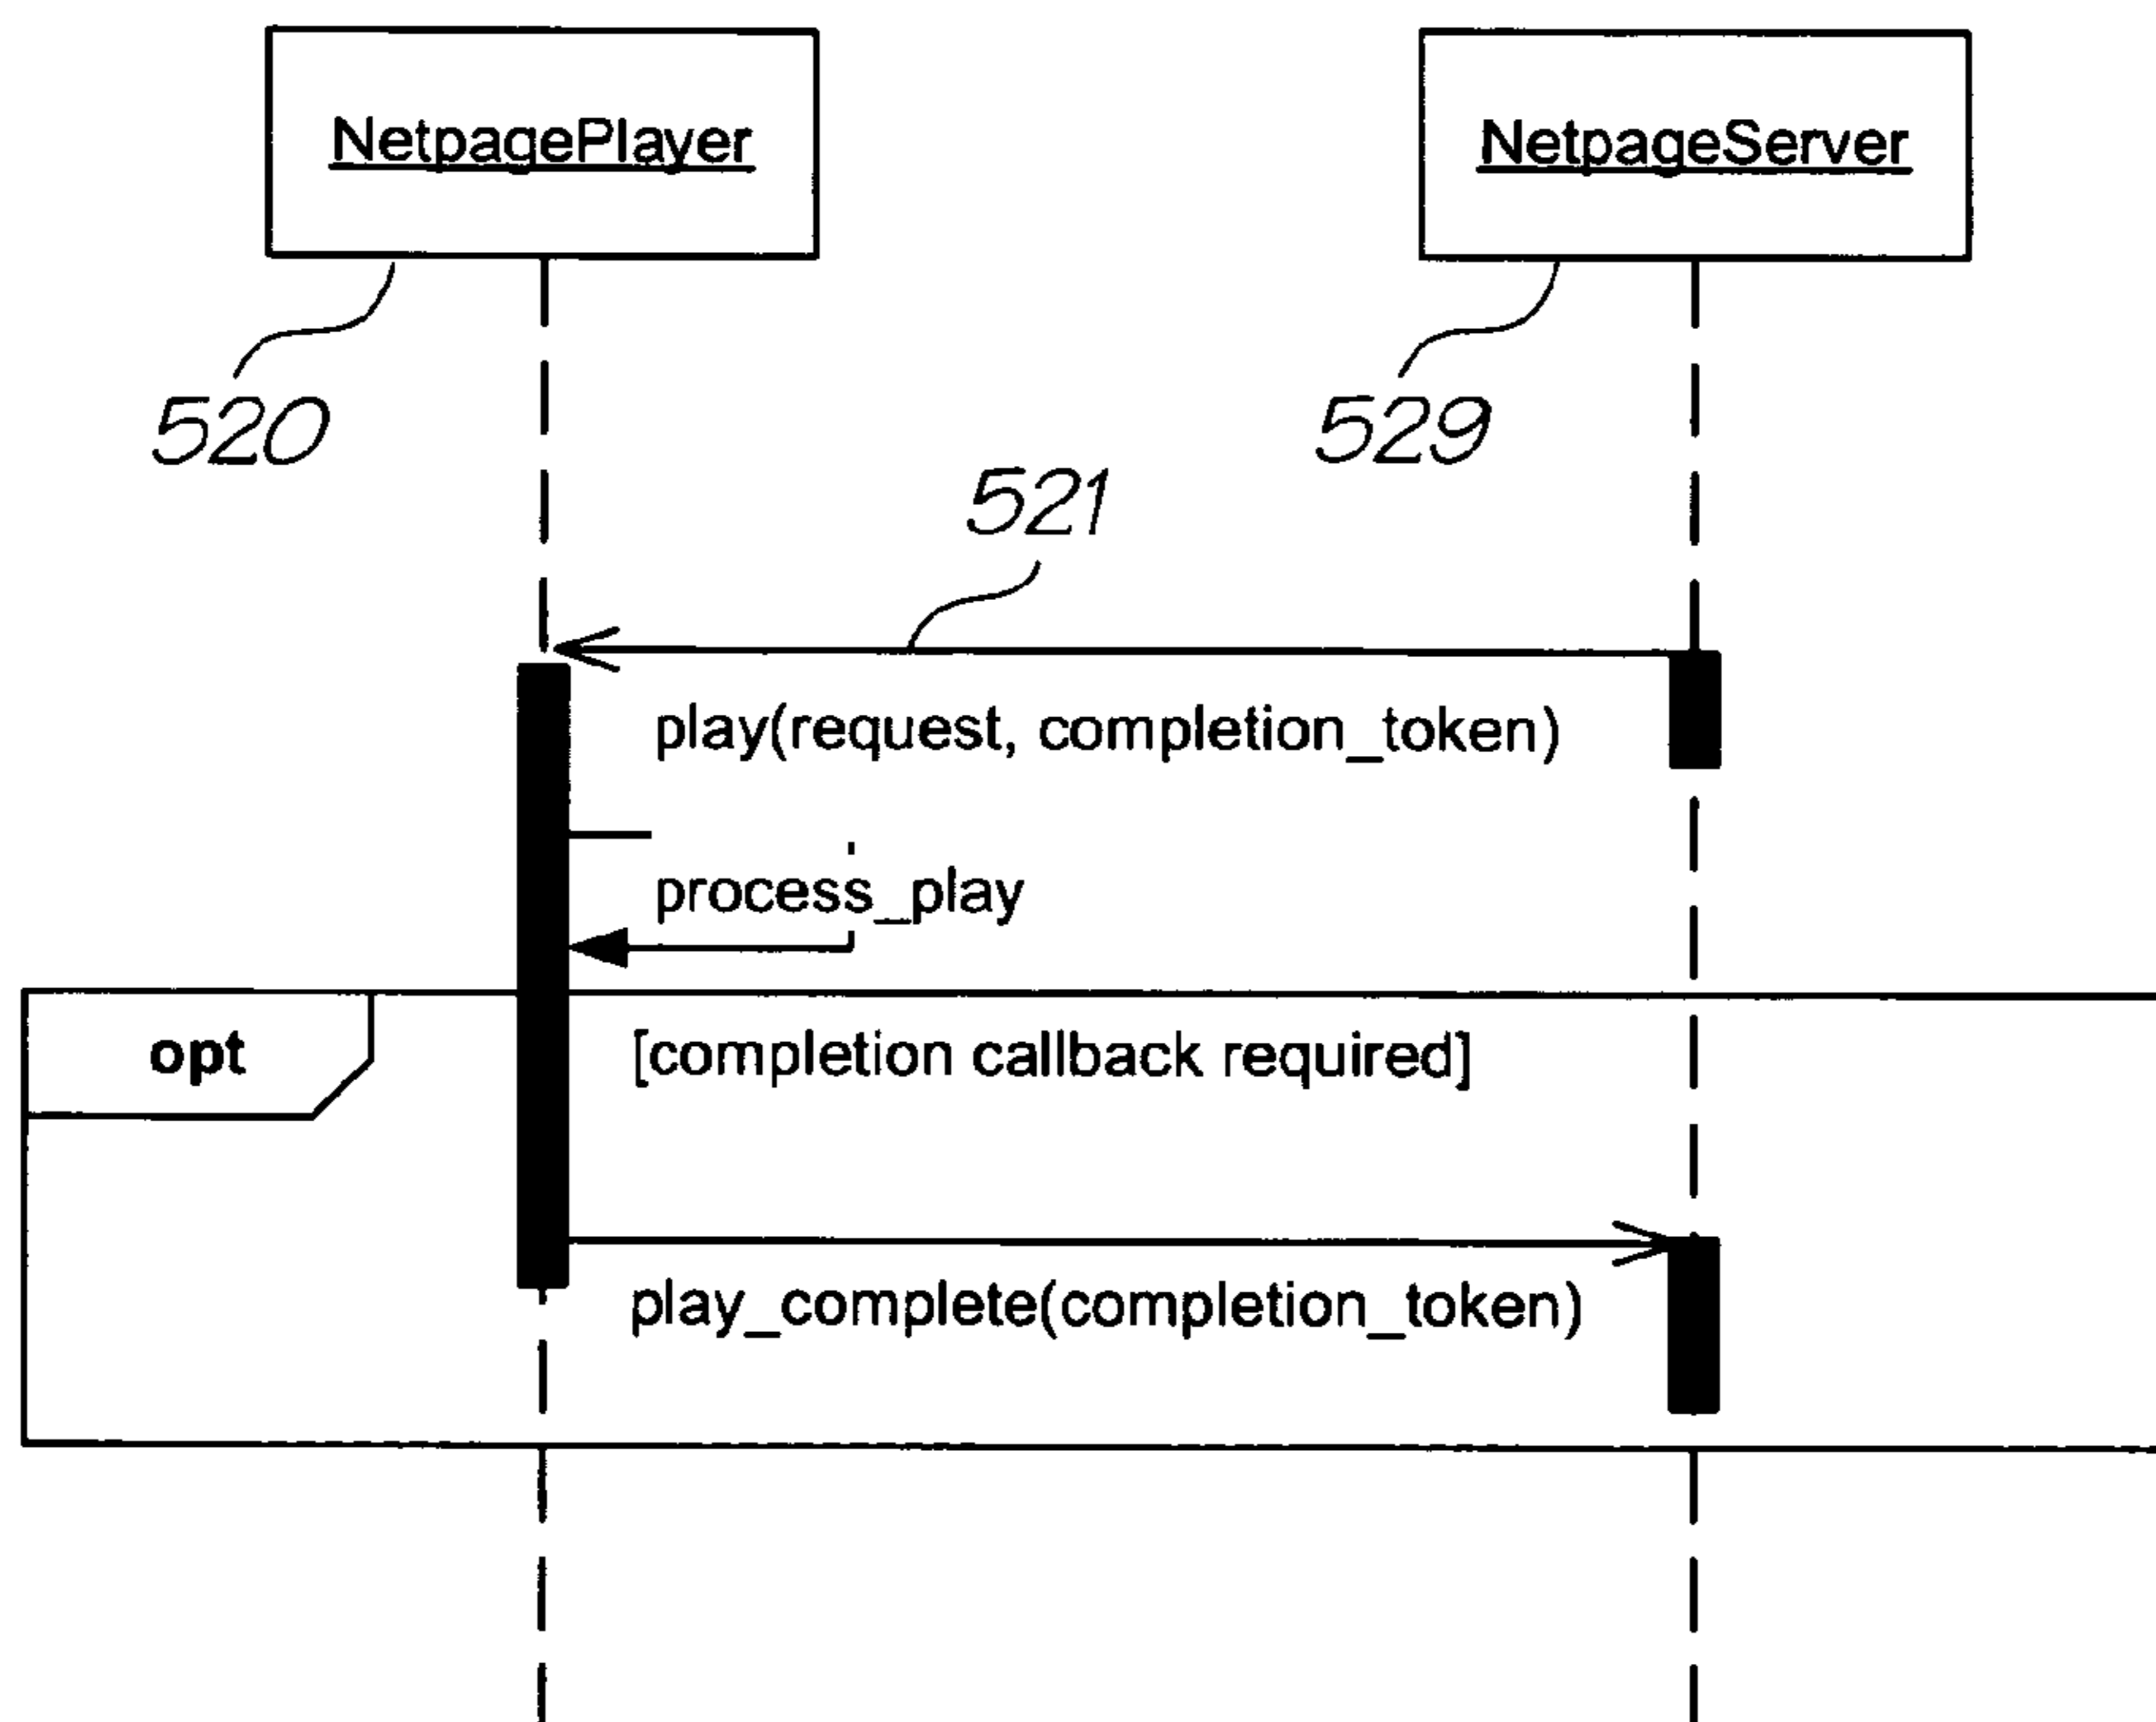 NetpagePlayer
NetpageServer
520
529
521
play(request, completion_token)
process_play
opt
[completion callback required]
play_complete(completion_token)